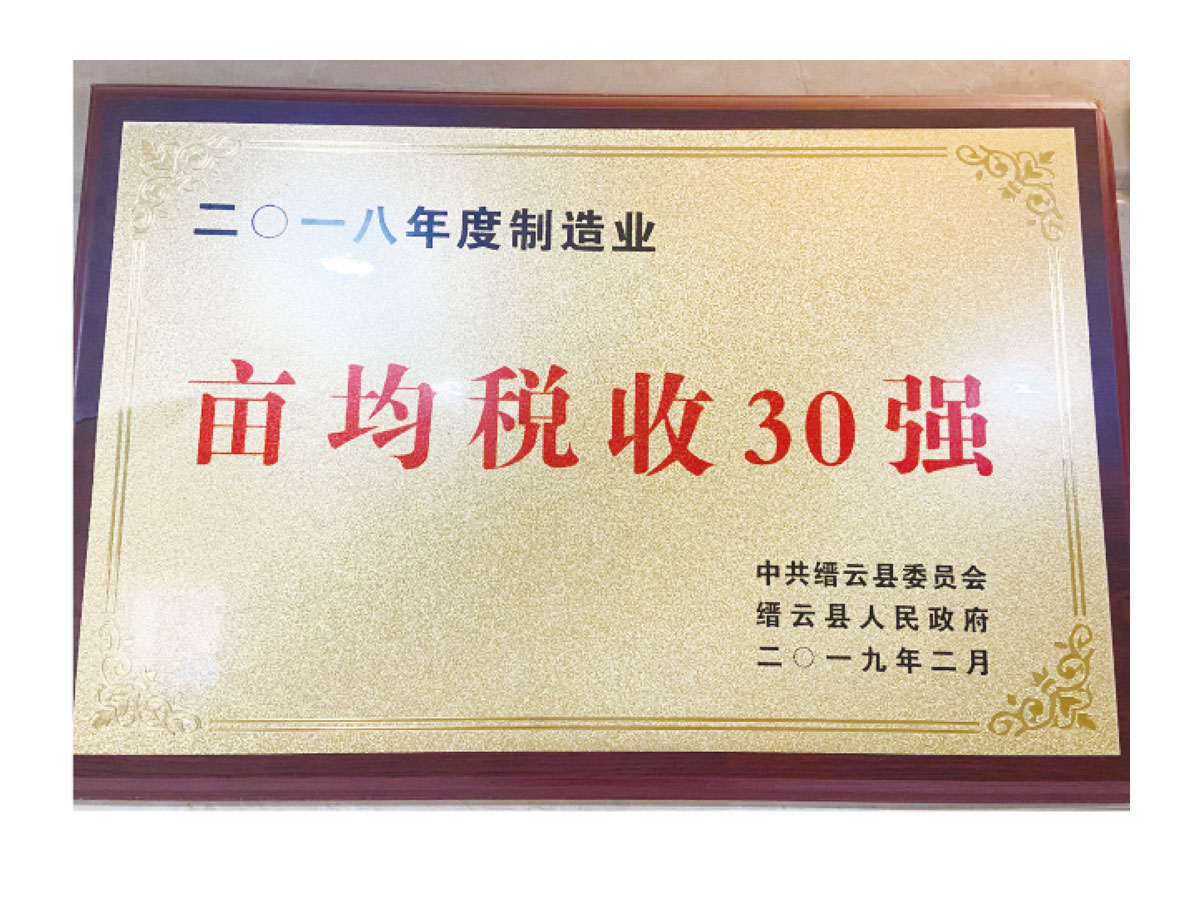 二〇一八年度制造业
亩均税收30强
中共缙云县委员会
缙云县人民政府
二〇一九年二月